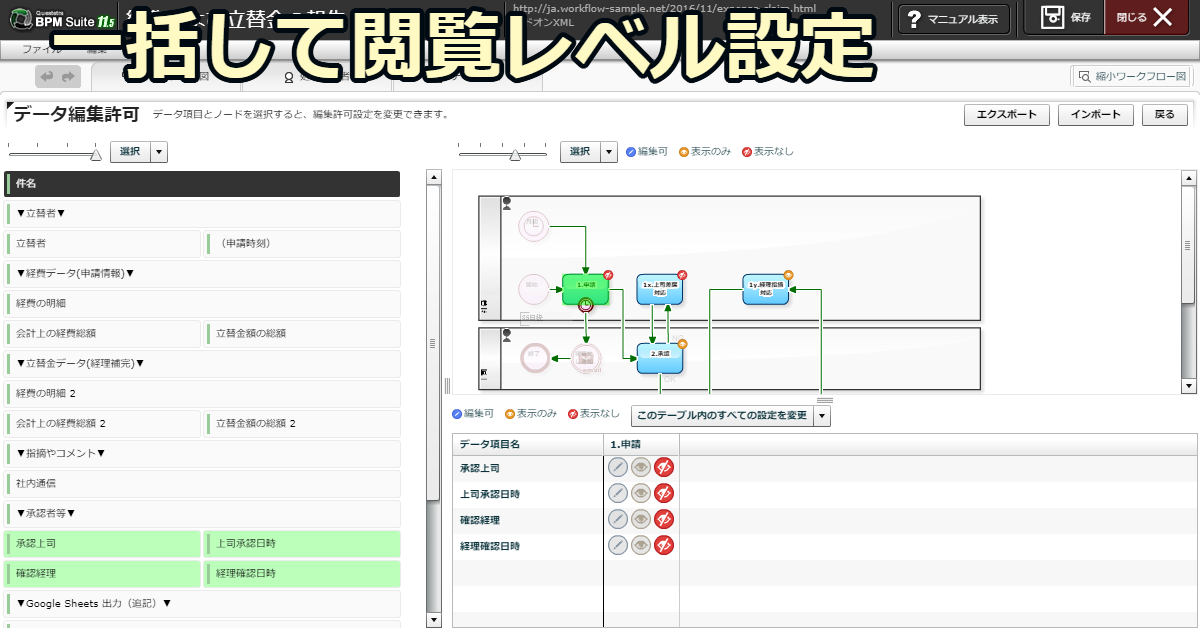 Questetra
BPM Suite 11.5
http://ja.workflow-sample.net/2016/11/expense-claim.html
マニュアル表示
保存
閉じる
一括して閲覧レベル設定
縮小ワークフロー図
データ編集許可
データ項目とノードを選択すると、編集許可設定を変更できます。
エクスポート
インポート
戻る
選択
選択
編集可
表示のみ
表示なし
件名
▼立替者▼
立替者
（申請時刻）
▼経費データ(申請情報)▼
経費の明細
会計上の経費総額
立替金額の総額
▼立替金データ(経理補完)▼
経費の明細 2
会計上の経費総額 2
立替金額の総額 2
▼指摘やコメント▼
社内通信
▼承認者等▼
承認上司
上司承認日時
確認経理
経理確認日時
▼Google Sheets 出力（追記）▼
1.申請
1x.上司差戻
対応
1y.経理指摘
対応
2.承認
編集可
表示のみ
表示なし
このテーブル内のすべての設定を変更
データ項目名
1.申請
承認上司
上司承認日時
確認経理
経理確認日時